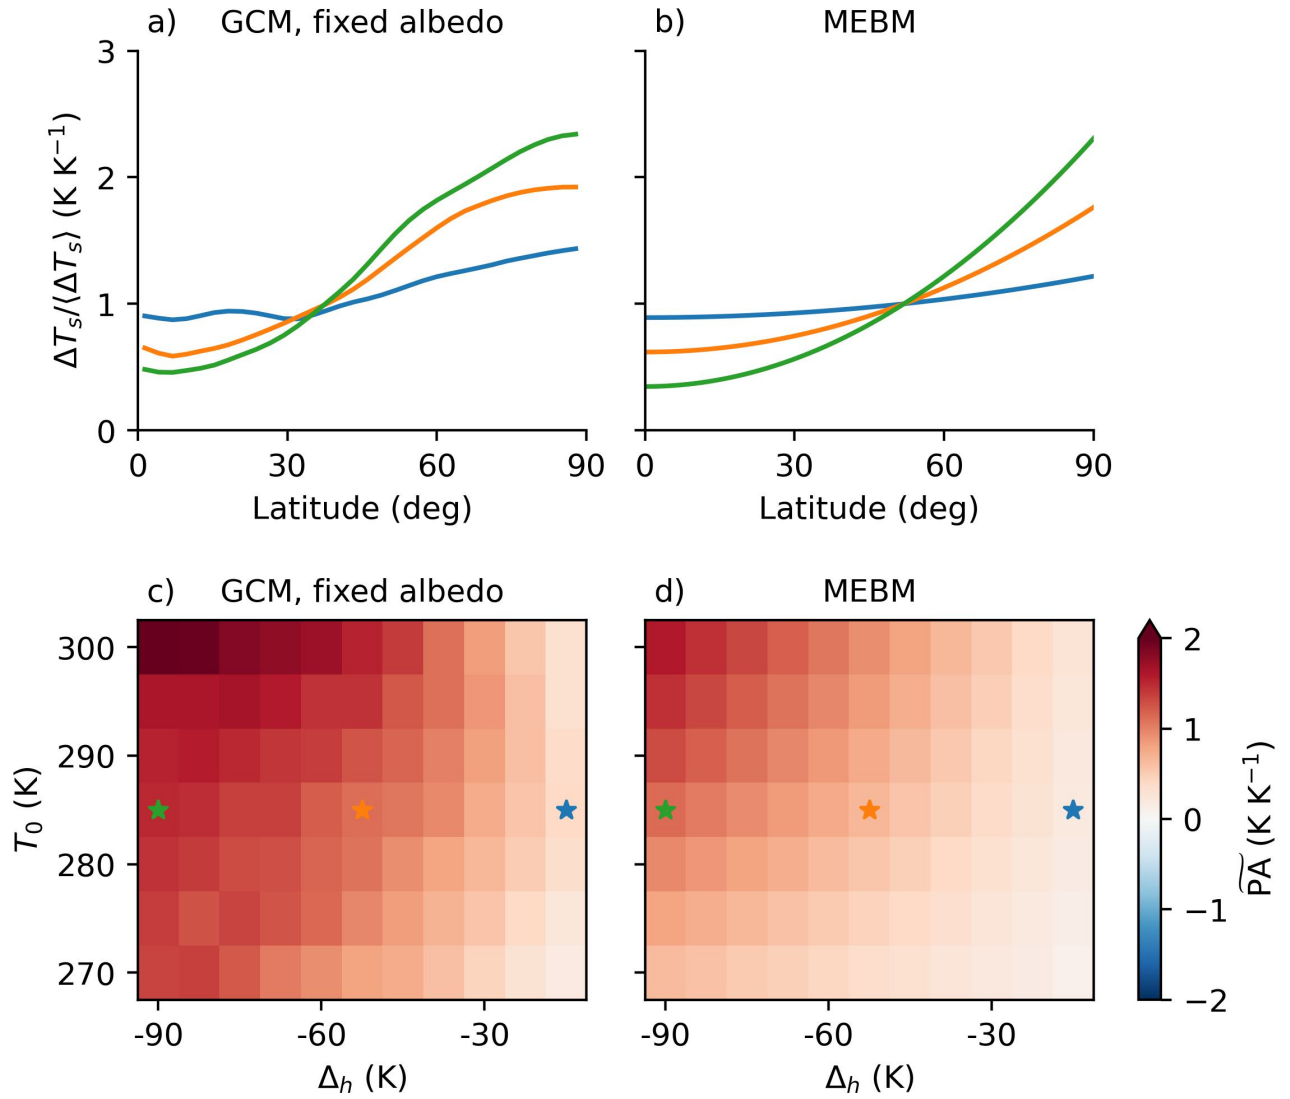 a) GCM, fixed albedo
b) MEBM
ΔT_s/⟨ΔT_s⟩ (K K⁻¹)
3
2
1
0
0 30 60 90
Latitude (deg)
0 30 60 90
Latitude (deg)
c) GCM, fixed albedo
d) MEBM
T₀ (K)
300
290
280
270
-90 -60 -30
Δ_h (K)
-90 -60 -30
Δ_h (K)
2
1
0
−1
−2
P͠A (K K⁻¹)